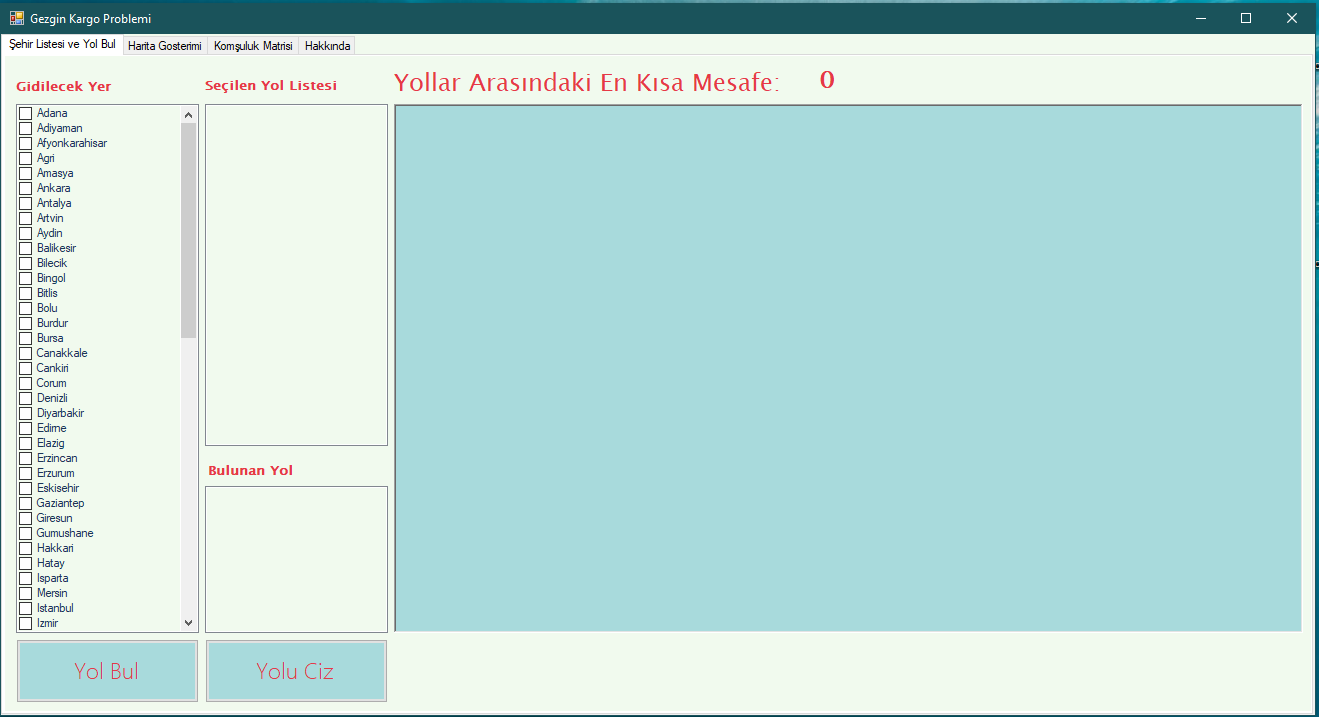 Gezgin Kargo Problemi
Şehir Listesi ve Yol Bul
Harita Gosterimi
Komşuluk Matrisi
Hakkında
Gidilecek Yer
Seçilen Yol Listesi
Yollar Arasındaki En Kısa Mesafe: 0
Adana
Adiyaman
Afyonkarahisar
Agri
Amasya
Ankara
Antalya
Artvin
Aydin
Balikesir
Bilecik
Bingol
Bitlis
Bolu
Burdur
Bursa
Canakkale
Cankiri
Corum
Denizli
Diyarbakir
Edirne
Elazig
Erzincan
Erzurum
Eskisehir
Gaziantep
Giresun
Gumushane
Hakkari
Hatay
Isparta
Mersin
Istanbul
Izmir
Bulunan Yol
Yol Bul
Yolu Ciz